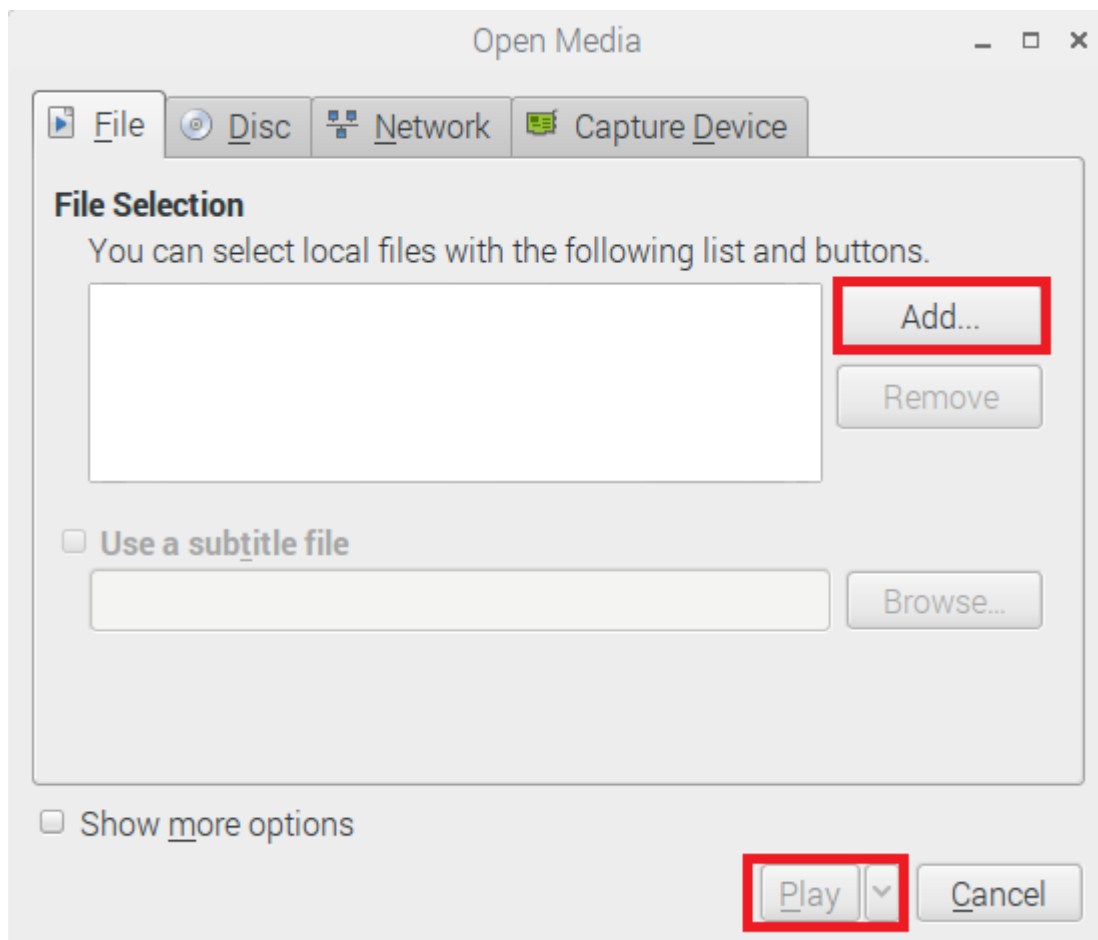 Open Media
File Disc Network Capture Device
File Selection
You can select local files with the following list and buttons.
Add...
Remove
Use a subtitle file
Browse...
Show more options
Play Cancel